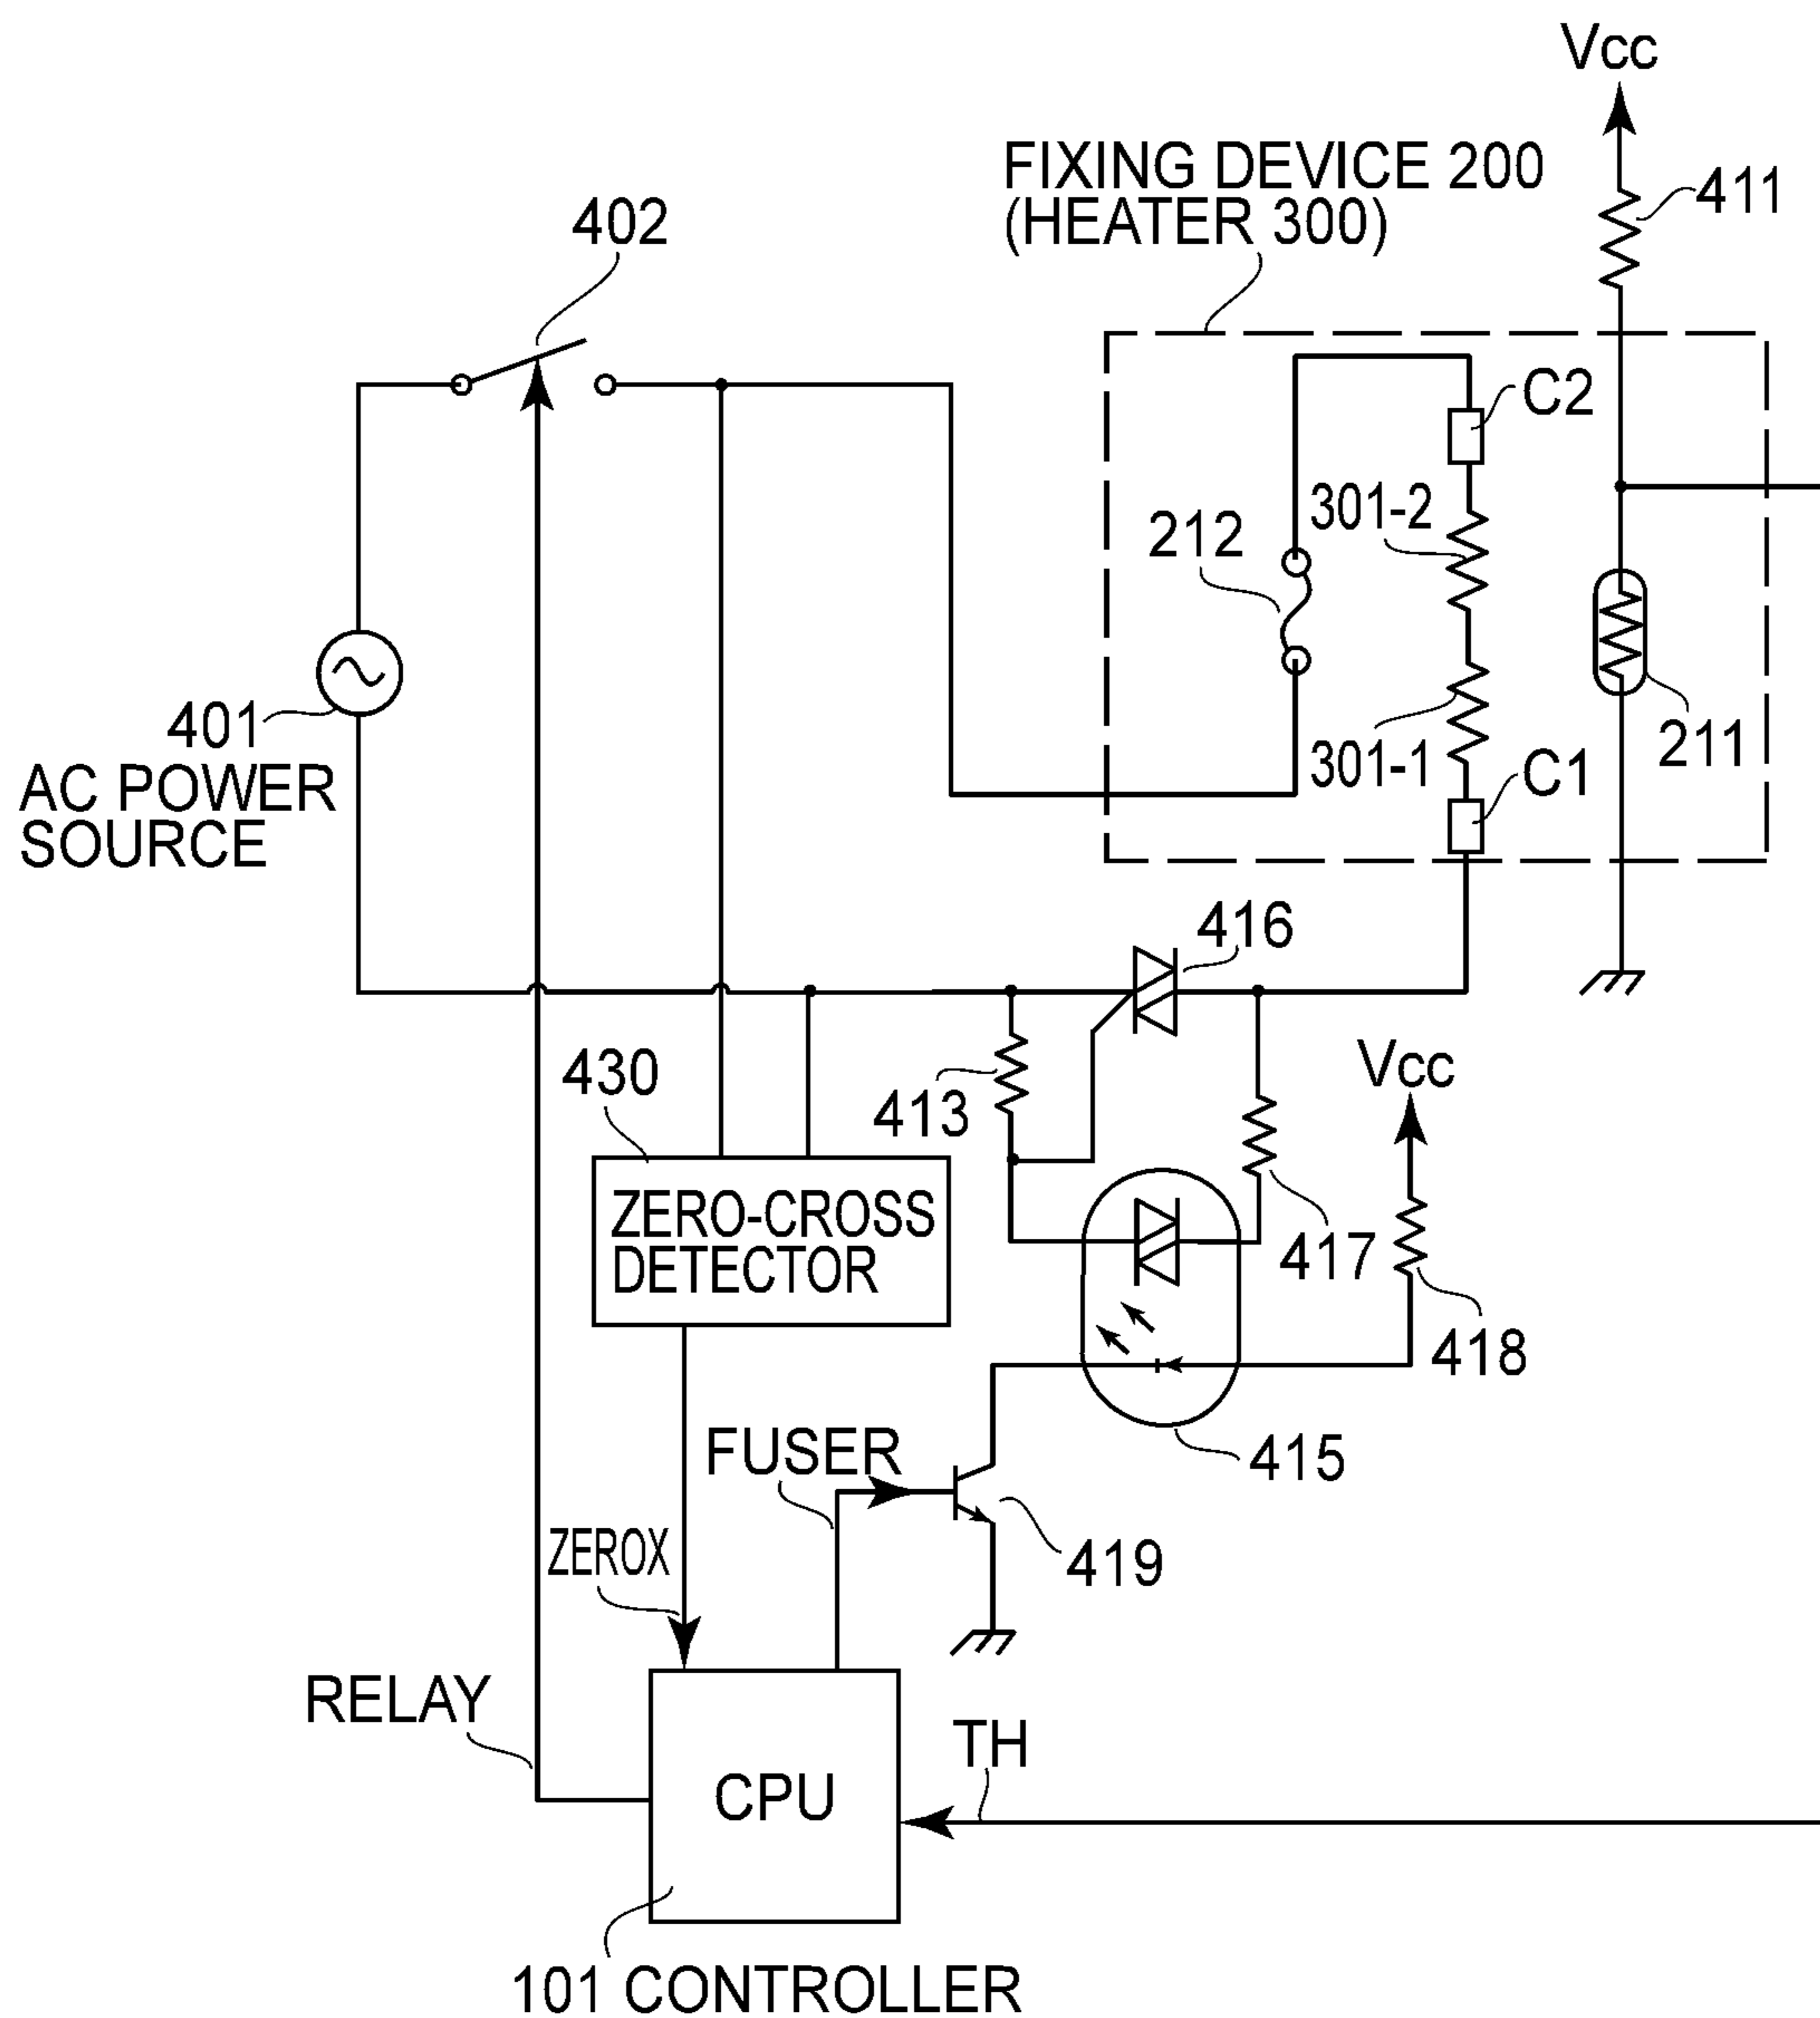 Vcc
FIXING DEVICE 200
(HEATER 300)
411
402
C2
301-2
212
401
AC POWER
SOURCE
301-1
211
C1
416
430
Vcc
413
ZERO-CROSS
DETECTOR
417
418
FUSER
415
ZEROX
419
RELAY
TH
CPU
101 CONTROLLER